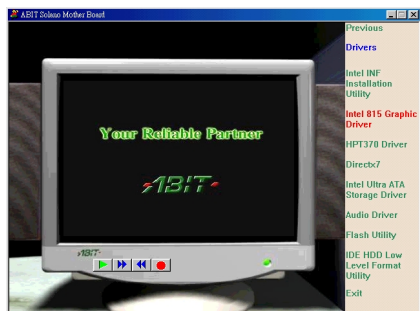 ABIT Solano Mother Board
Previous
Drivers
Intel INF
Installation
Utility
Intel 815 Graphic
Driver
HPT370 Driver
Directx7
Intel Ultra ATA
Storage Driver
Audio Driver
Flash Utility
IDE HDD Low
Level Format
Utility
Exit
Your Reliable Partner
ABIT
ABIT